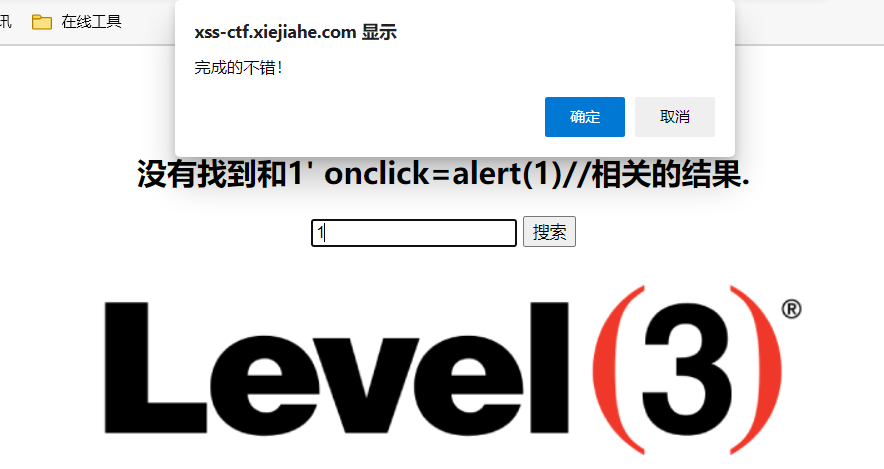 讯 在线工具
xss-ctf.xiejiahe.com 显示
完成的不错！
确定 取消
没有找到和1' onclick=alert(1)//相关的结果.
1 搜索
Level(3)®